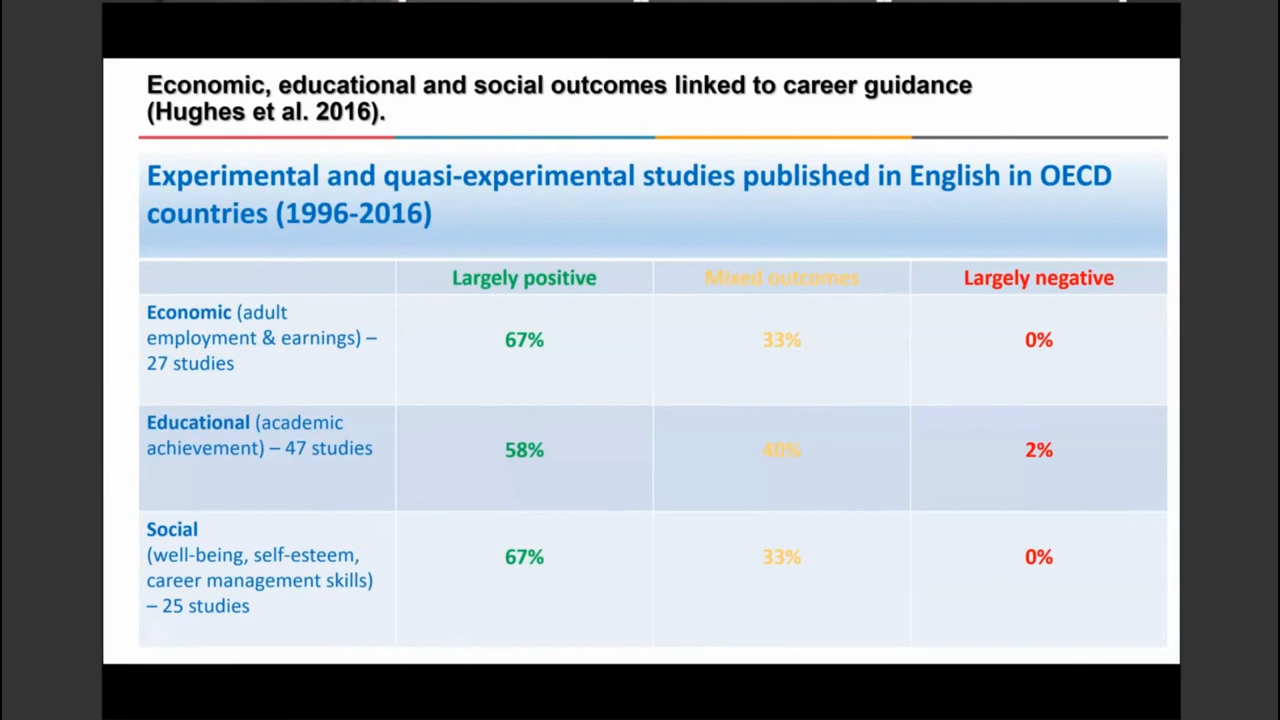 Economic, educational and social outcomes linked to career guidance
(Hughes et al. 2016).
Experimental and quasi-experimental studies published in English in OECD
countries (1996-2016)
Largely positive
Mixed outcomes
Largely negative
Economic (adult
employment & earnings) –
27 studies
67%
33%
0%
Educational (academic
achievement) – 47 studies
58%
40%
2%
Social
(well-being, self-esteem,
career management skills)
– 25 studies
67%
33%
0%